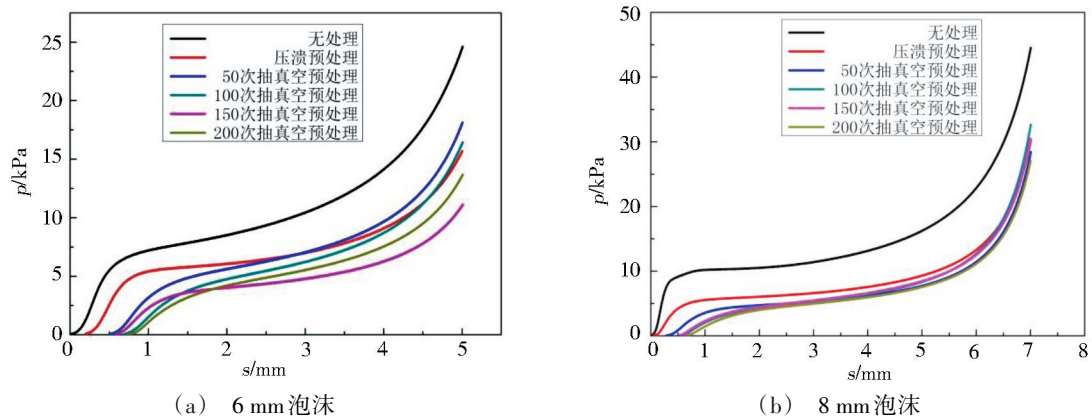 25
20
15
10
5
0
p/kPa
无处理
压溃预处理
50次抽真空预处理
100次抽真空预处理
150次抽真空预处理
200次抽真空预处理
0 1 2 3 4 5
s/mm
(a) 6 mm泡沫
50
40
30
20
10
0
p/kPa
无处理
压溃预处理
50次抽真空预处理
100次抽真空预处理
150次抽真空预处理
200次抽真空预处理
0 1 2 3 4 5 6 7 8
s/mm
(b) 8 mm泡沫